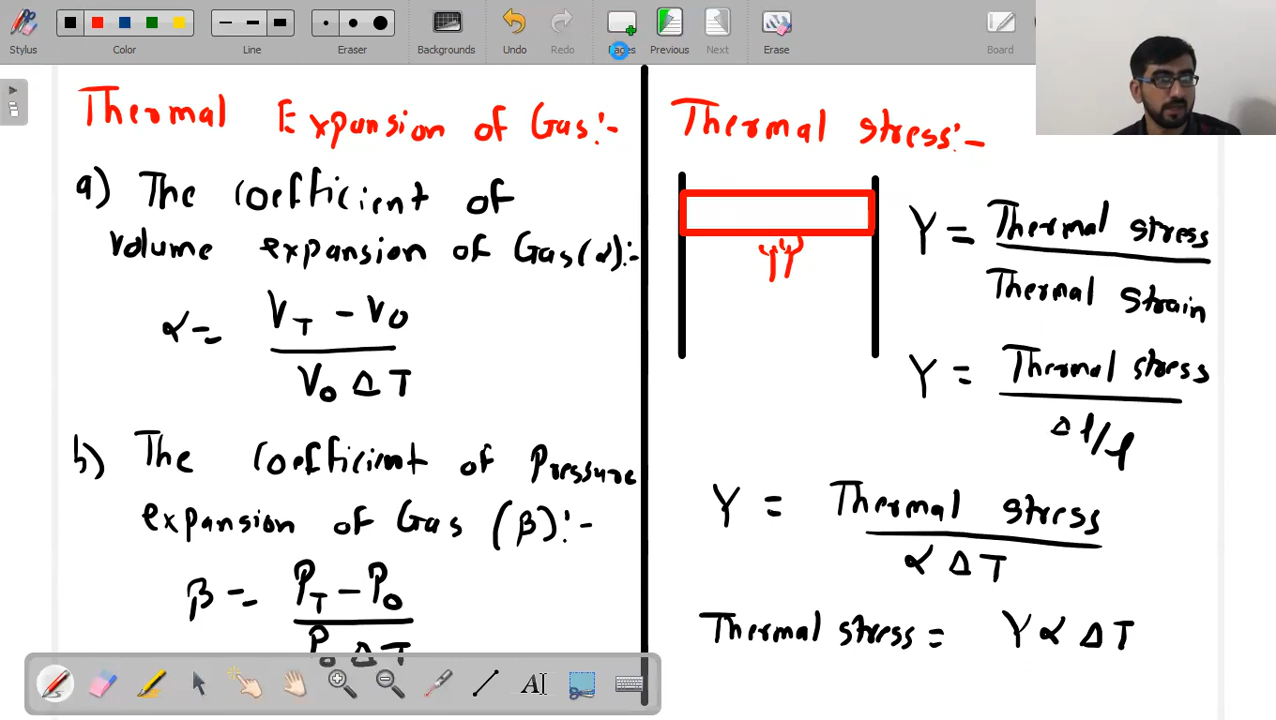 Stylus
Color
Line
Eraser
Backgrounds
Undo
Redo
Pages
Previous
Next
Erase
Board
Thermal Expansion of Gas:-
a) The coefficient of
volume expansion of Gas(α):-
α = V_T - V_0 / V_0 ΔT
b) The coefficient of Pressure
expansion of Gas (β):-
β = P_T - P_0 / P_0 ΔT
Thermal stress:-
Y = Thermal stress / Thermal strain
Y = Thermal stress / Δl/l
Y = Thermal stress / α ΔT
Thermal stress = Y α ΔT